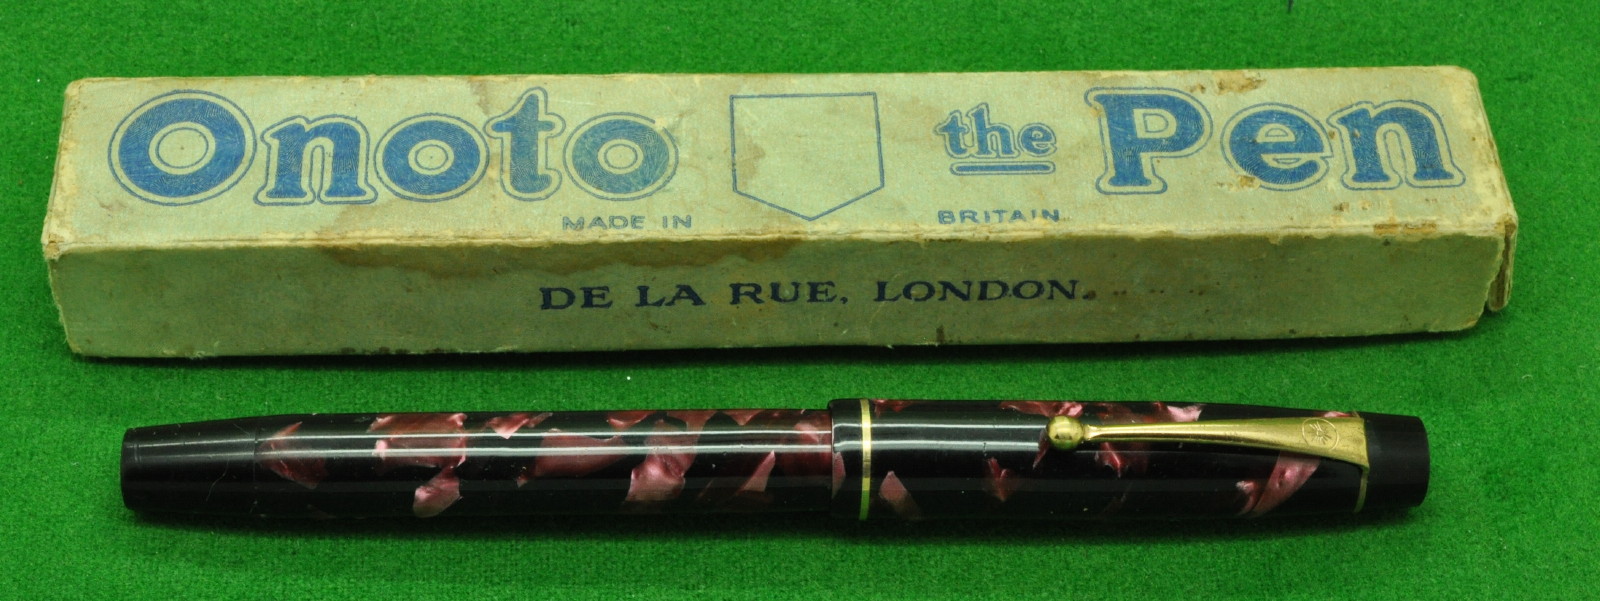 Onoto the Pen
MADE IN BRITAIN
DE LA RUE, LONDON.